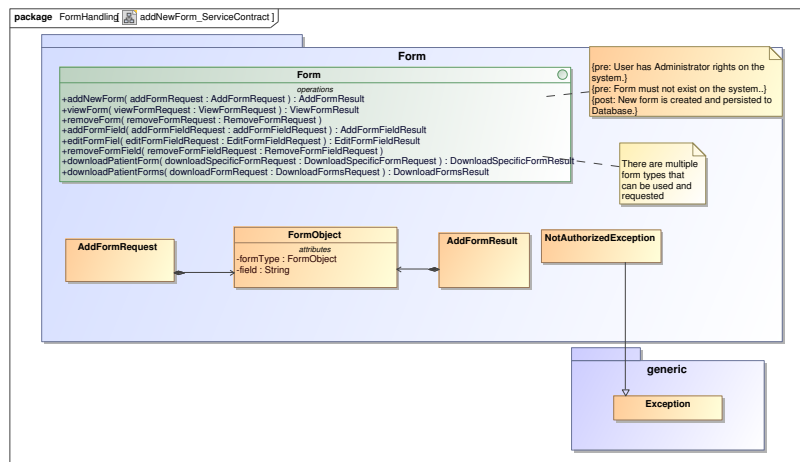 package FormHandling[ addNewForm_ServiceContract ]
Form
Form
operations
+addNewForm( addFormRequest : AddFormRequest ) : AddFormResult
+viewForm( viewFormRequest : ViewFormRequest ) : ViewFormResult
+removeForm( removeFormRequest : RemoveFormRequest )
+addFormField( addFormFieldRequest : addFormFieldRequest ) : AddFormFieldResult
+editFormFiel( editFormFieldRequest : EditFormFieldRequest ) : EditFormFieldResult
+removeFormField( removeFormFieldRequest : RemoveFormFieldRequest )
+downloadPatientForm( downloadSpecificFormRequest : DownloadSpecificFormRequest ) : DownloadSpecificFormResult
+downloadPatientForms( downloadFormRequest : DownloadFormsRequest ) : DownloadFormsResult
{pre: User has Administrator rights on the
system.}
{pre: Form must not exist on the system..}
{post: New form is created and persisted to
Database.}
There are multiple
form types that
can be used and
requested
AddFormRequest
FormObject
attributes
-formType : FormObject
-field : String
AddFormResult
NotAuthorizedException
generic
Exception